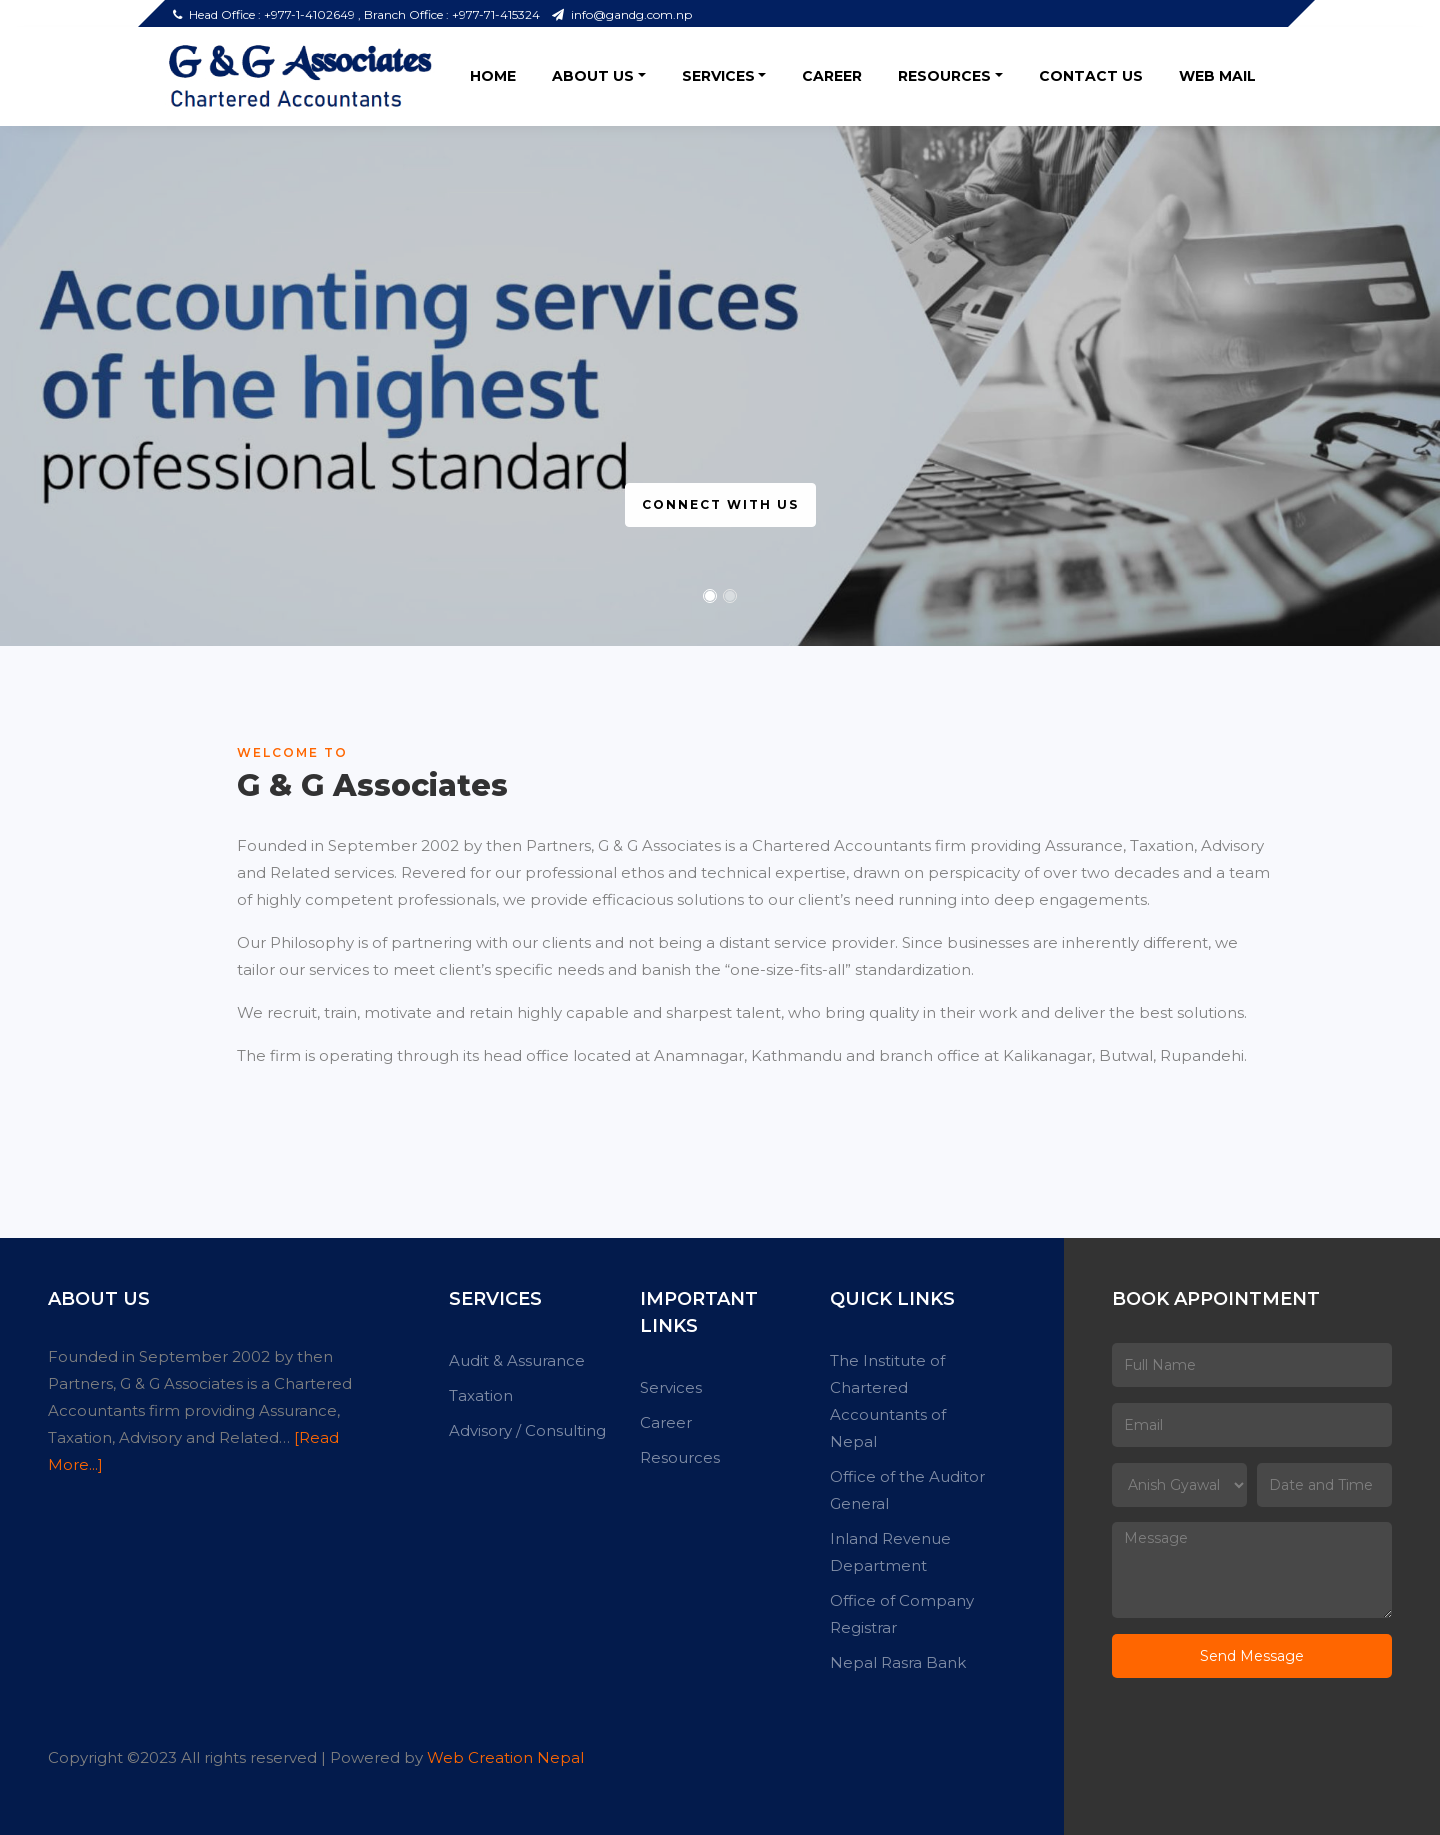 Head Office : +977-1-4102649 , Branch Office : +977-71-415324 info@gandg.com.np
G & G Associates
Chartered Accountants
HOME ABOUT US SERVICES CAREER RESOURCES CONTACT US WEB MAIL
Accounting services
of the highest
professional standard
CONNECT WITH US
WELCOME TO
G & G Associates
Founded in September 2002 by then Partners, G & G Associates is a Chartered Accountants firm providing Assurance, Taxation, Advisory
and Related services. Revered for our professional ethos and technical expertise, drawn on perspicacity of over two decades and a team
of highly competent professionals, we provide efficacious solutions to our client’s need running into deep engagements.
Our Philosophy is of partnering with our clients and not being a distant service provider. Since businesses are inherently different, we
tailor our services to meet client’s specific needs and banish the “one-size-fits-all” standardization.
We recruit, train, motivate and retain highly capable and sharpest talent, who bring quality in their work and deliver the best solutions.
The firm is operating through its head office located at Anamnagar, Kathmandu and branch office at Kalikanagar, Butwal, Rupandehi.
ABOUT US
Founded in September 2002 by then
Partners, G & G Associates is a Chartered
Accountants firm providing Assurance,
Taxation, Advisory and Related… [Read
More...]
SERVICES
Audit & Assurance
Taxation
Advisory / Consulting
IMPORTANT
LINKS
Services
Career
Resources
QUICK LINKS
The Institute of
Chartered
Accountants of
Nepal
Office of the Auditor
General
Inland Revenue
Department
Office of Company
Registrar
Nepal Rasra Bank
BOOK APPOINTMENT
Full Name
Email
Anish Gyawal Date and Time
Message
Send Message
Copyright ©2023 All rights reserved | Powered by Web Creation Nepal